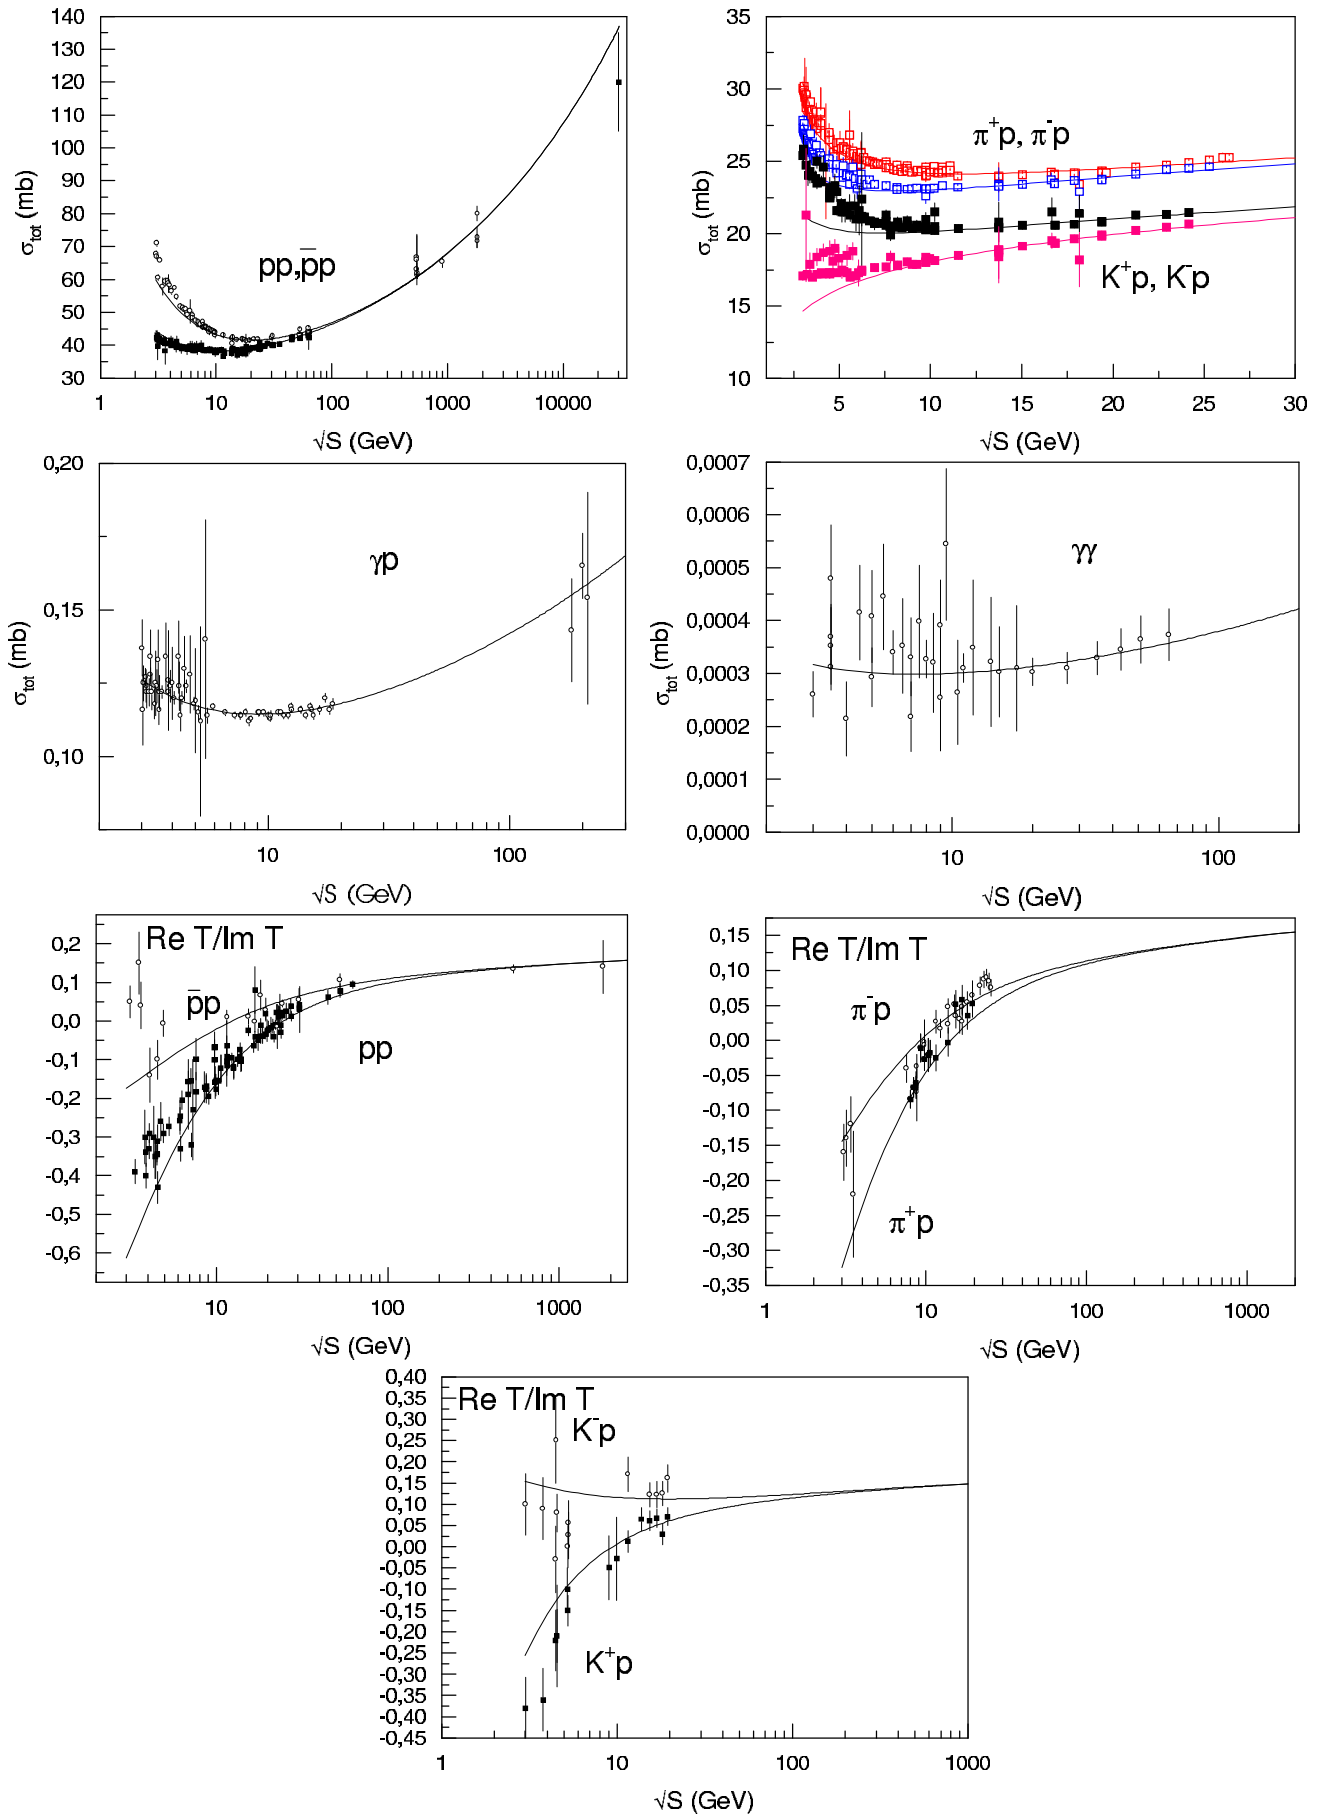 140
130
120
110
100
90
80
70
60
50
40
30
σtot (mb)
pp,p̅p
1 10 100 1000 10000
√S (GeV)
35
30
25
20
15
10
σtot (mb)
π⁺p, π⁻p
K⁺p, K⁻p
5 10 15 20 25 30
√S (GeV)
0,20
0,15
0,10
σtot (mb)
γp
10 100
√S (GeV)
0,0007
0,0006
0,0005
0,0004
0,0003
0,0002
0,0001
0,0000
σtot (mb)
γγ
10 100
√S (GeV)
Re T/Im T
0,2
0,1
0,0
-0,1
-0,2
-0,3
-0,4
-0,5
-0,6
p̅p
pp
10 100 1000
√S (GeV)
Re T/Im T
0,15
0,10
0,05
0,00
-0,05
-0,10
-0,15
-0,20
-0,25
-0,30
-0,35
π⁻p
π⁺p
1 10 100 1000
√S (GeV)
Re T/Im T
0,40
0,35
0,30
0,25
0,20
0,15
0,10
0,05
0,00
-0,05
-0,10
-0,15
-0,20
-0,25
-0,30
-0,35
-0,40
-0,45
K⁻p
K⁺p
1 10 100 1000
√S (GeV)